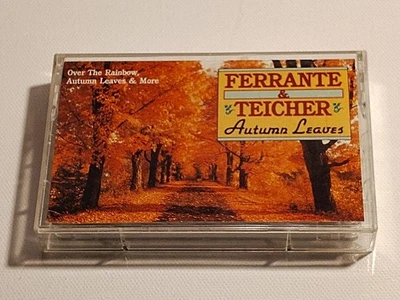 Over The Rainbow,
Autumn Leaves & More
FERRANTE
&
TEICHER
Autumn Leaves